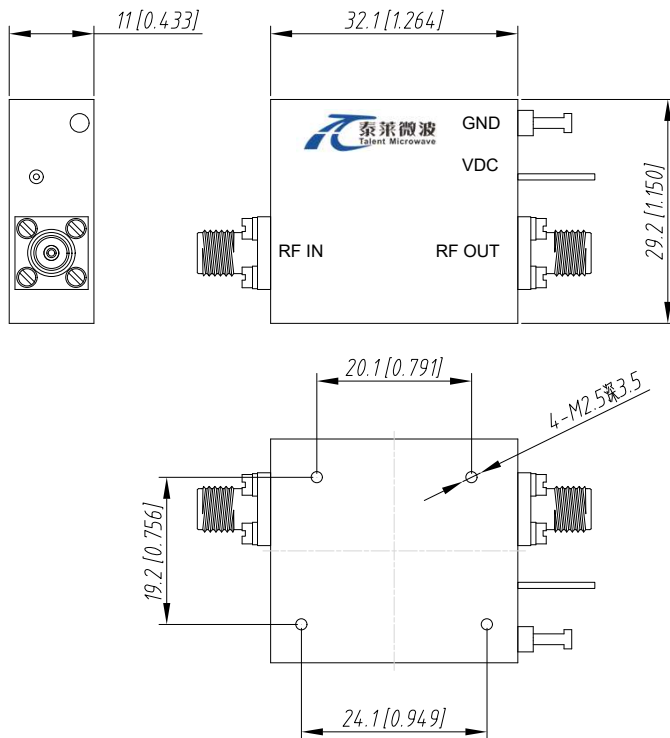 11 [0.433]
32.1 [1.264]
泰莱微波
Talent Microwave
GND
VDC
29.2 [1.150]
RF IN
RF OUT
20.1 [0.791]
4-M2.5深3.5
19.2 [0.756]
24.1 [0.949]